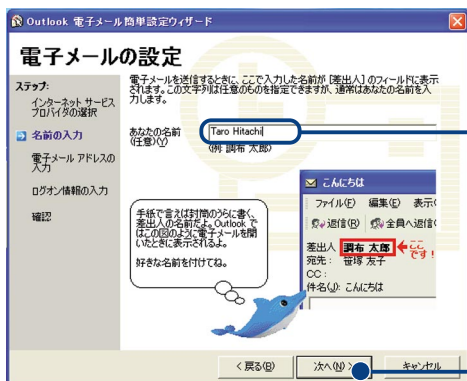 Outlook 電子メール簡単設定ウィザード
電子メールの設定
ステップ:
インターネット サービス
プロバイダの選択
名前の入力
電子メール アドレスの
入力
ログオン情報の入力
確認
電子メールを送信するときに、ここで入力した名前が [差出人] のフィールドに表示
されます。この文字列は任意のものを指定できますが、通常はあなたの名前を入
力します。
あなたの名前
(任意)(Y)
Taro Hitachi
(例 調布 太郎)
手紙で言えば封筒のうらに書く、
差出人の名前だよ。Outlook で
はこの図のように電子メールを開
いたときに表示されるよ。
好きな名前を付けてね。
こんにちは
ファイル(F) 編集(E) 表示(
返信(R) 全員へ返信(
差出人 調布 太郎 ここ
です!
宛先: 笹塚 友子
CC:
件名(J): こんにちは
< 戻る(B) 次へ(N) > キャンセル